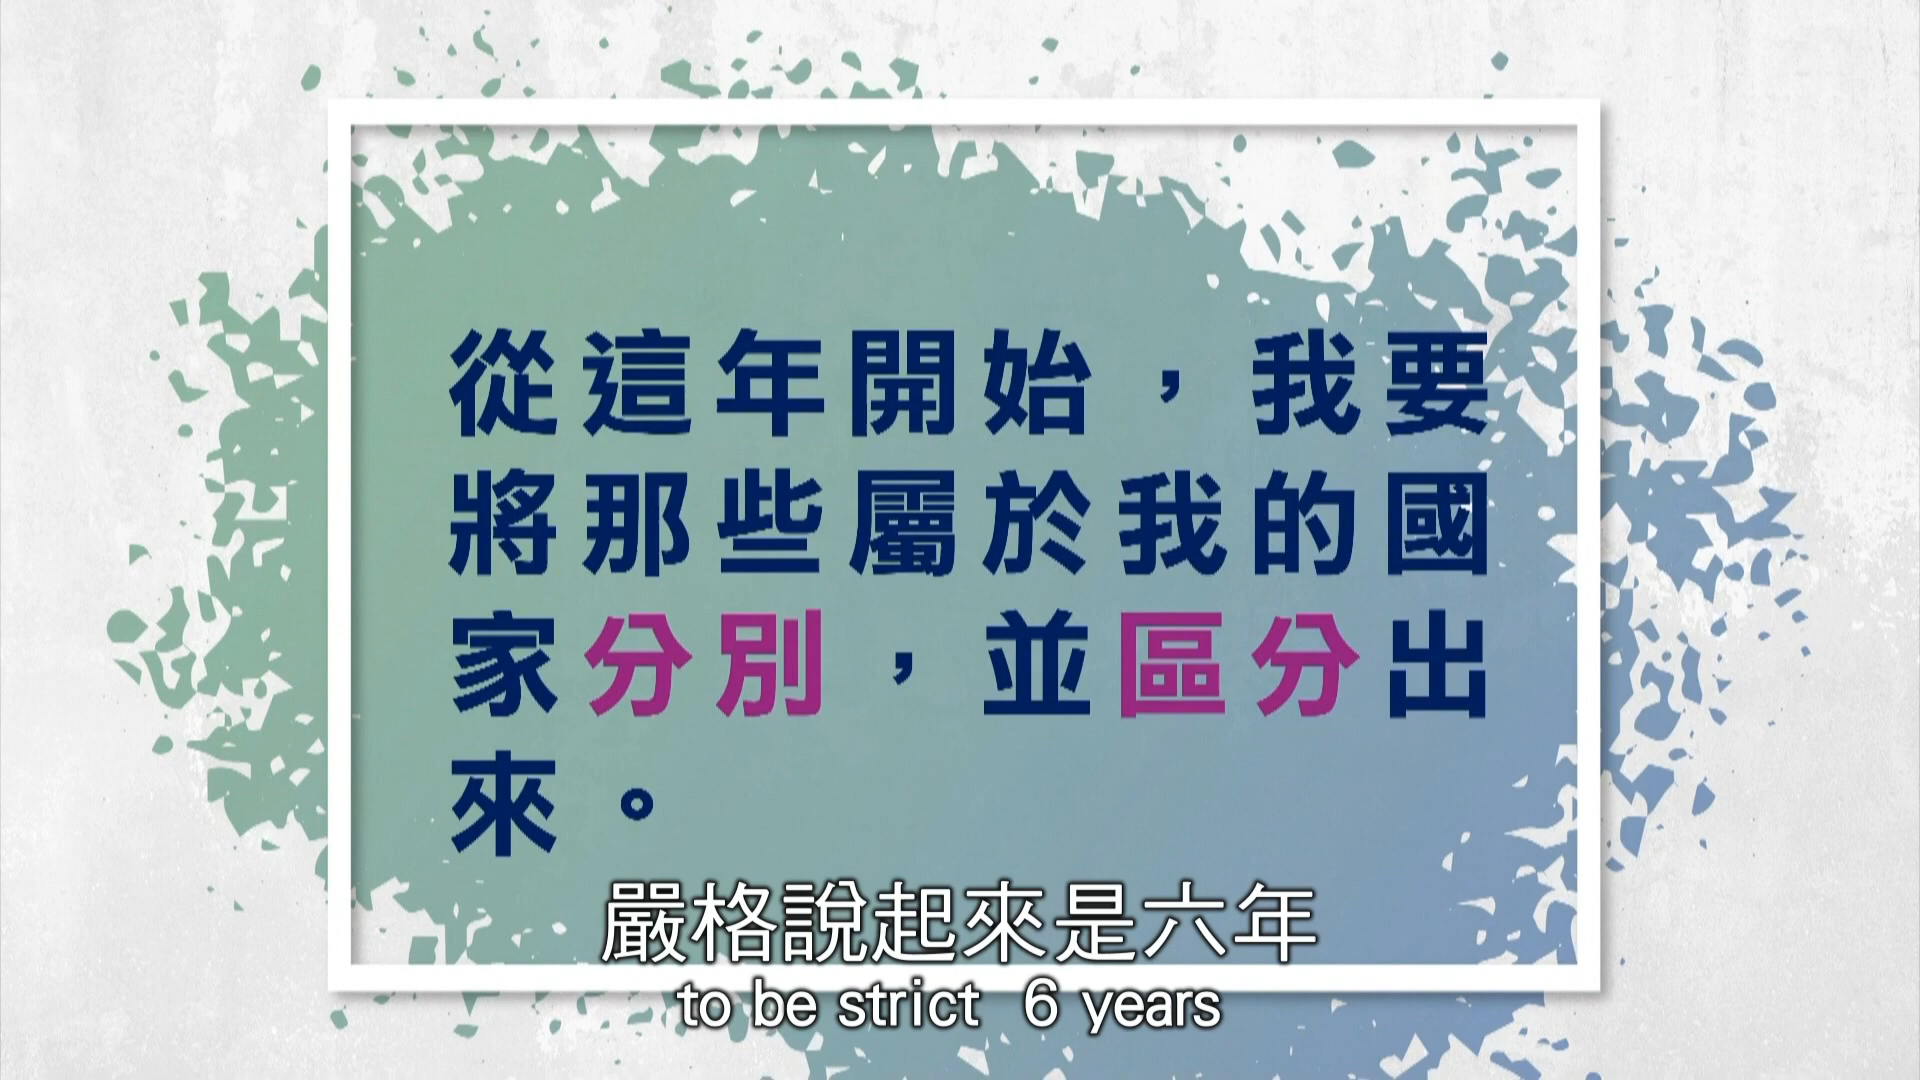 從這年開始，我要
將那些屬於我的國
家分別，並區分出
來。
嚴格說起來是六年
to be strict 6 years